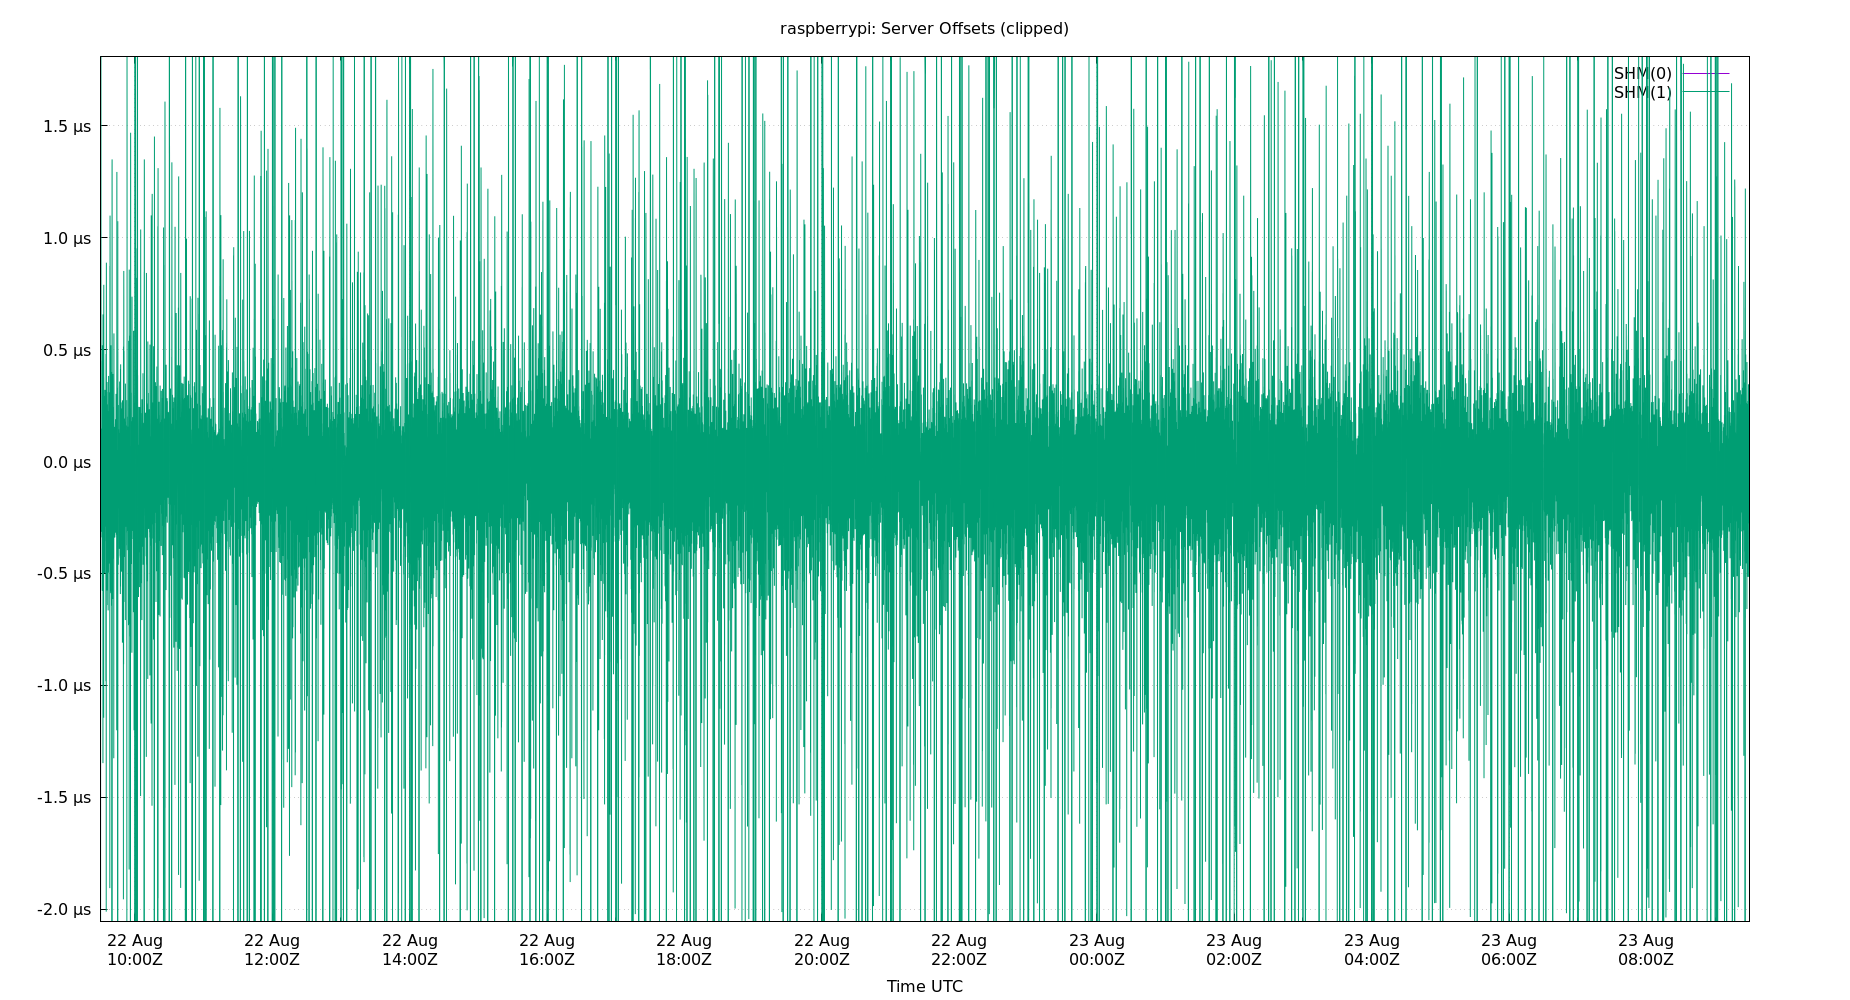 raspberrypi: Server Offsets (clipped)
SHM(0)
SHM(1)
1.5 µs
1.0 µs
0.5 µs
0.0 µs
-0.5 µs
-1.0 µs
-1.5 µs
-2.0 µs
22 Aug 22 Aug 22 Aug 22 Aug 22 Aug 22 Aug 22 Aug 23 Aug 23 Aug 23 Aug 23 Aug 23 Aug
10:00Z 12:00Z 14:00Z 16:00Z 18:00Z 20:00Z 22:00Z 00:00Z 02:00Z 04:00Z 06:00Z 08:00Z
Time UTC